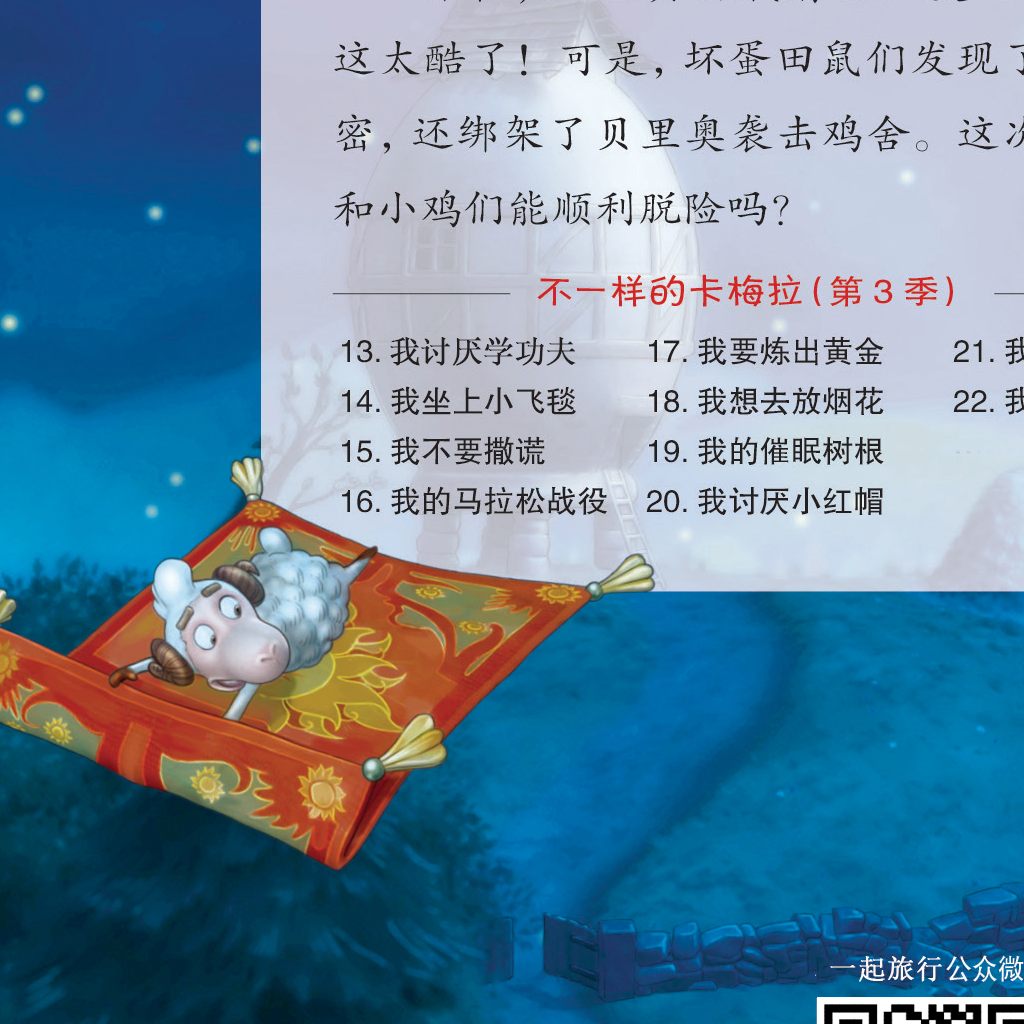 这太酷了！可是，坏蛋田鼠们发现了
密，还绑架了贝里奥袭击鸡舍。这次
和小鸡们能顺利脱险吗？
不一样的卡梅拉（第3季）
13. 我讨厌学功夫 17. 我要炼出黄金 21. 我
14. 我坐上小飞毯 18. 我想去放烟花 22. 我
15. 我不要撒谎 19. 我的催眠树根
16. 我的马拉松战役 20. 我讨厌小红帽
一起旅行公众微